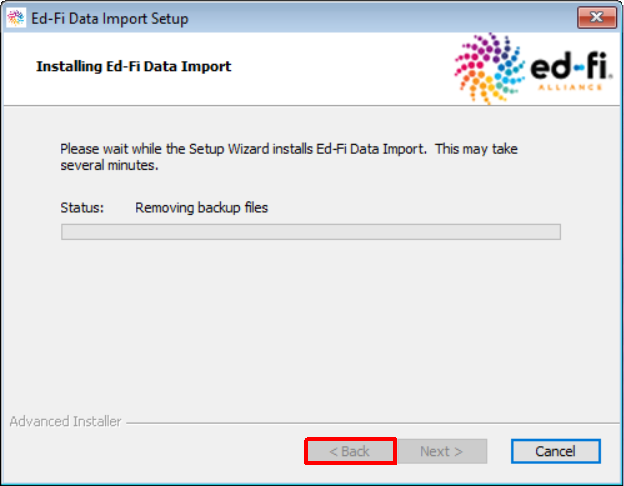 Ed-Fi Data Import Setup
Installing Ed-Fi Data Import
ed-fi.
ALLIANCE
Please wait while the Setup Wizard installs Ed-Fi Data Import. This may take
several minutes.
Status: Removing backup files
Advanced Installer
< Back Next > Cancel